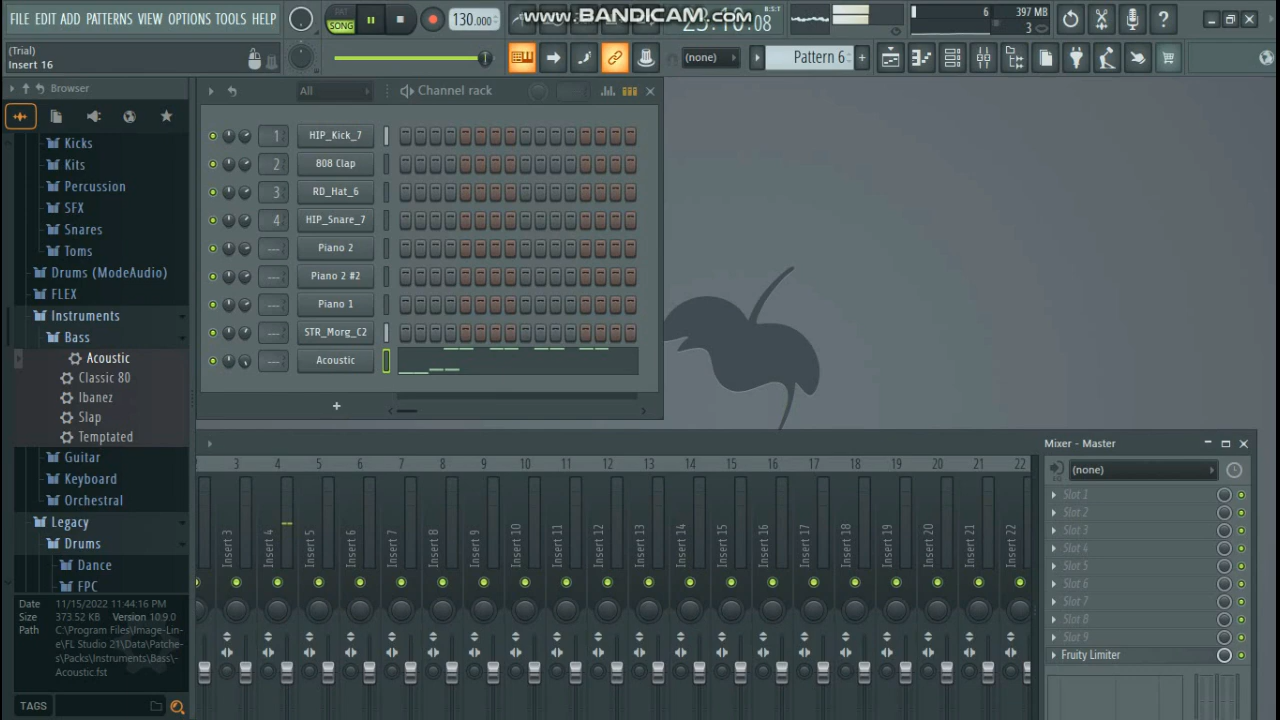 FILE EDIT ADD PATTERNS VIEW OPTIONS TOOLS HELP
PAT
SONG
130.000
WWW.BANDICAM.COM
B:S:T
6
397 MB
3
(Trial)
Insert 16
(none)
Pattern 6
Browser
All
Channel rack
Kicks
Kits
Percussion
SFX
Snares
Toms
Drums (ModeAudio)
FLEX
Instruments
Bass
Acoustic
Classic 80
Ibanez
Slap
Temptated
Guitar
Keyboard
Orchestral
Legacy
Drums
Dance
FPC
1 HIP_Kick_7
2 808 Clap
3 RD_Hat_6
4 HIP_Snare_7
--- Piano 2
--- Piano 2 #2
--- Piano 1
--- STR_Morg_C2
--- Acoustic
+
Mixer - Master
(none)
3 4 5 6 7 8 9 10 11 12 13 14 15 16 17 18 19 20 21 22
Insert 3 Insert 4 Insert 5 Insert 6 Insert 7 Insert 8 Insert 9 Insert 10 Insert 11 Insert 12 Insert 13 Insert 14 Insert 15 Insert 16 Insert 17 Insert 18 Insert 19 Insert 20 Insert 21 Insert 22
Slot 1
Slot 2
Slot 3
Slot 4
Slot 5
Slot 6
Slot 7
Slot 8
Slot 9
Fruity Limiter
Date 11/15/2022 11:44:16 PM
Size 373.52 KB Version 10.9.0
Path C:\Program Files\Image-Lin
e\FL Studio 21\Data\Patche
s\Packs\Instruments\Bass\-
Acoustic.fst
TAGS